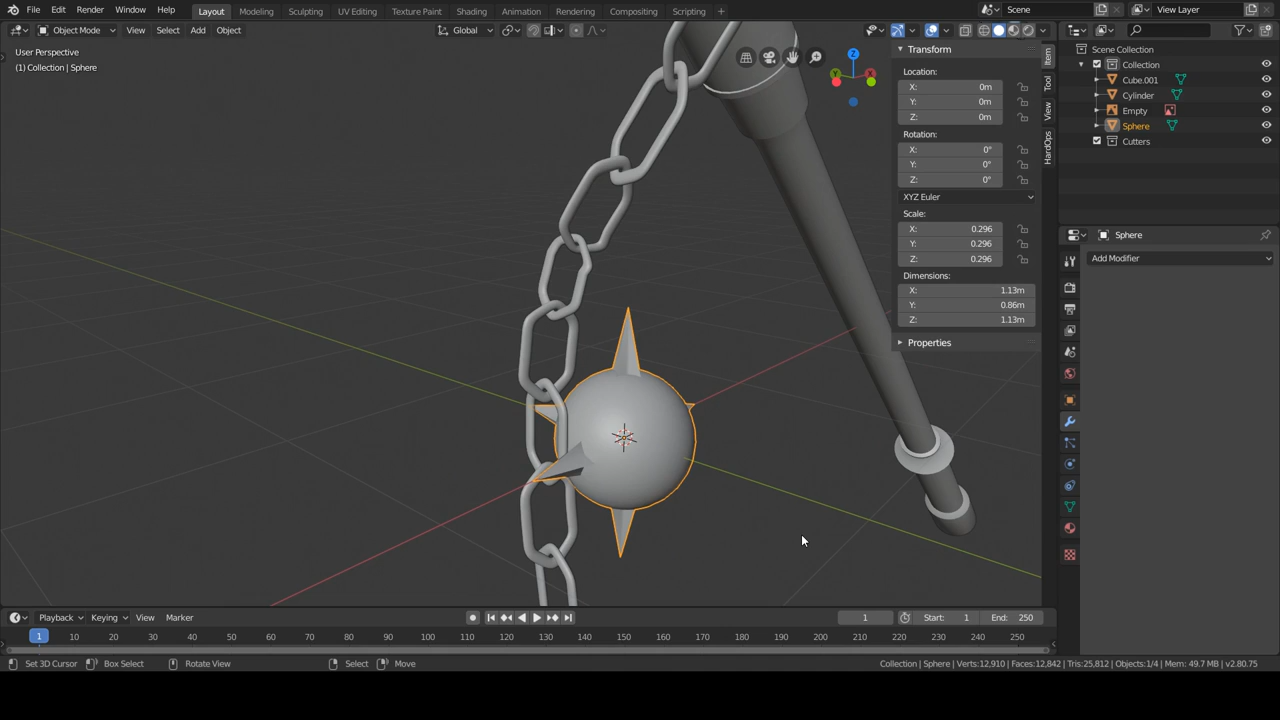 File Edit Render Window Help Layout Modeling Sculpting UV Editing Texture Paint Shading Animation Rendering Compositing Scripting + Scene View Layer
Object Mode View Select Add Object Global
User Perspective
(1) Collection | Sphere
Transform
Location:
X: 0m
Y: 0m
Z: 0m
Rotation:
X: 0°
Y: 0°
Z: 0°
XYZ Euler
Scale:
X: 0.296
Y: 0.296
Z: 0.296
Dimensions:
X: 1.13m
Y: 0.86m
Z: 1.13m
Properties
Item
Tool
View
HardOps
Z
Y
X
Scene Collection
Collection
Cube.001
Cylinder
Empty
Sphere
Cutters
Sphere
Add Modifier
Playback Keying View Marker 1 Start: 1 End: 250
1 10 20 30 40 50 60 70 80 90 100 110 120 130 140 150 160 170 180 190 200 210 220 230 240 250
Set 3D Cursor Box Select Rotate View Select Move Collection | Sphere | Verts:12,910 | Faces:12,842 | Tris:25,812 | Objects:1/4 | Mem: 49.7 MB | v2.80.75